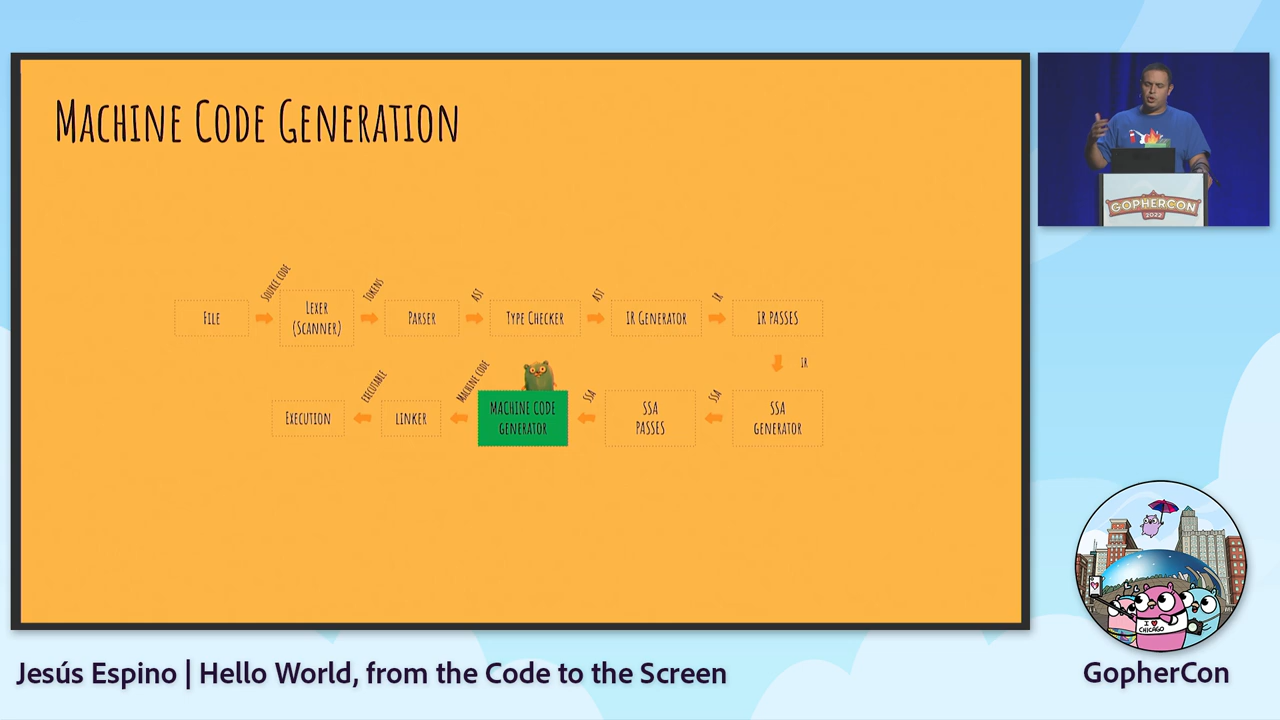 Machine Code Generation
Source code
Tokens
AST
AST
IR
File
Lexer
(Scanner)
Parser
Type Checker
IR Generator
IR Passes
IR
Executable
Machine code
SSA
SSA
Execution
Linker
Machine Code
Generator
SSA
Passes
SSA
Generator
GOPHERCON
2022
I ♥
CHICAGO
Jesús Espino | Hello World, from the Code to the Screen
GopherCon